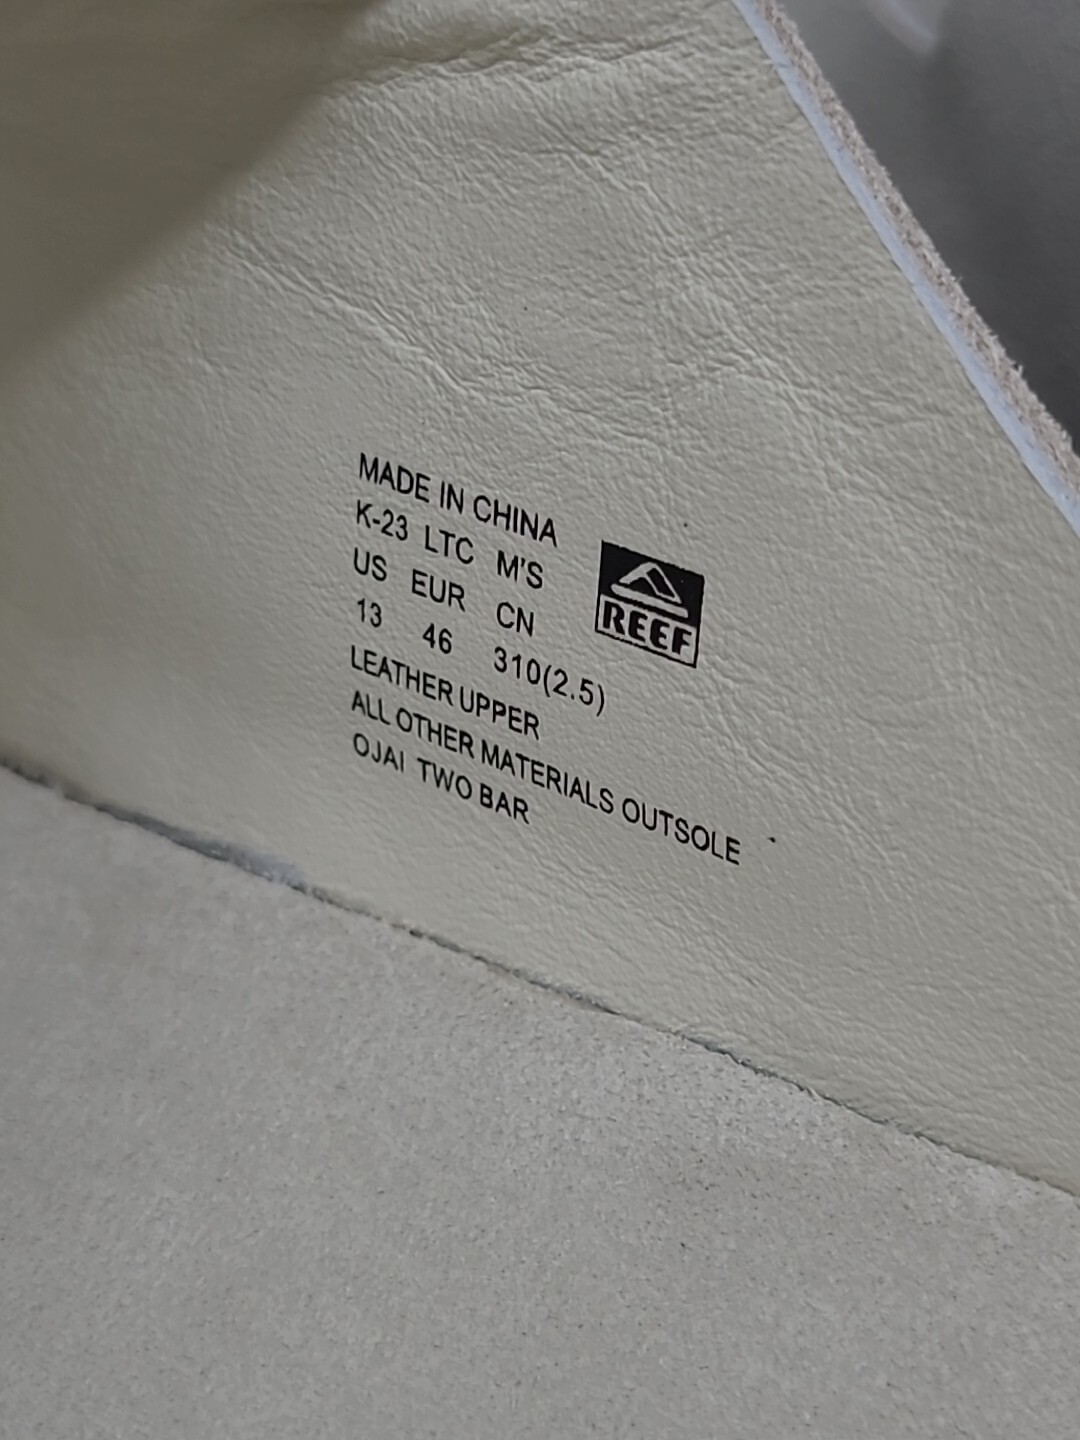 MADE IN CHINA
K-23 LTC M'S
US EUR CN
13 46 310(2.5)
LEATHER UPPER
ALL OTHER MATERIALS OUTSOLE
OJAI TWO BAR
REEF